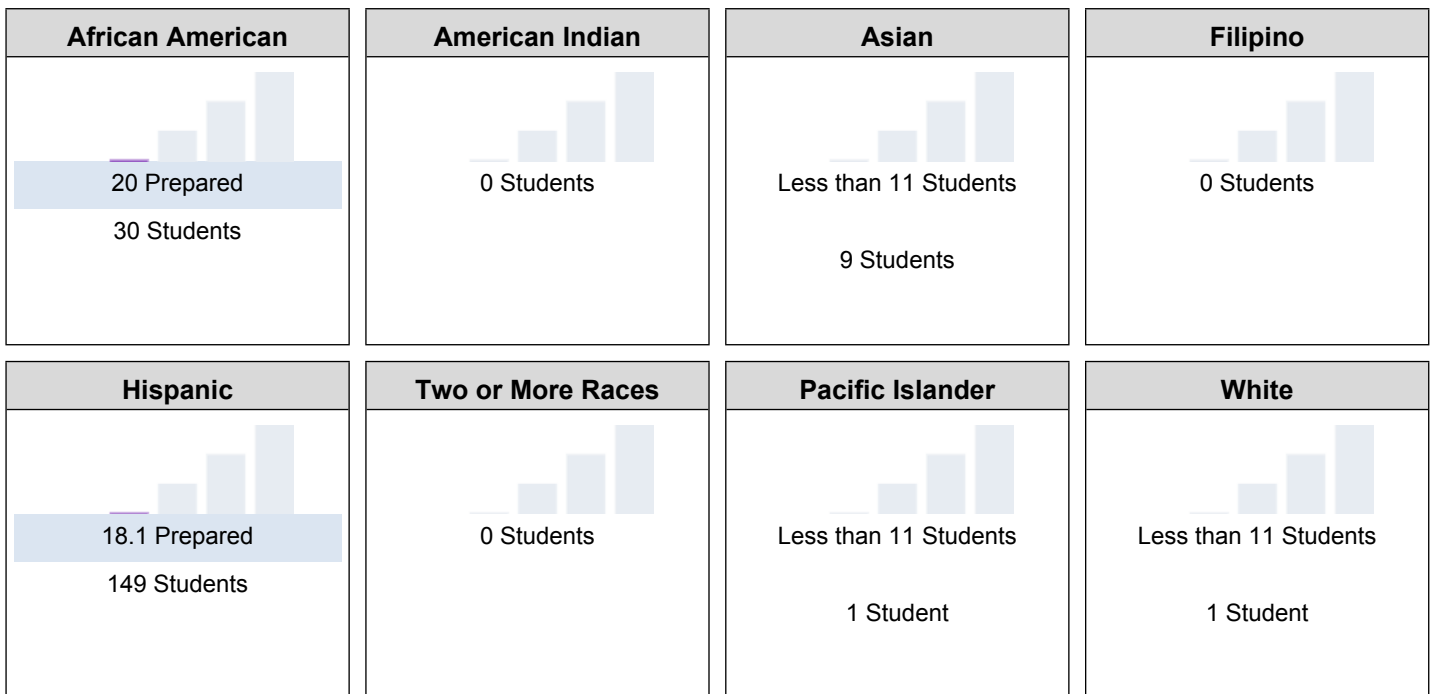 African American
20 Prepared
30 Students
American Indian
0 Students
Asian
Less than 11 Students
9 Students
Filipino
0 Students
Hispanic
18.1 Prepared
149 Students
Two or More Races
0 Students
Pacific Islander
Less than 11 Students
1 Student
White
Less than 11 Students
1 Student